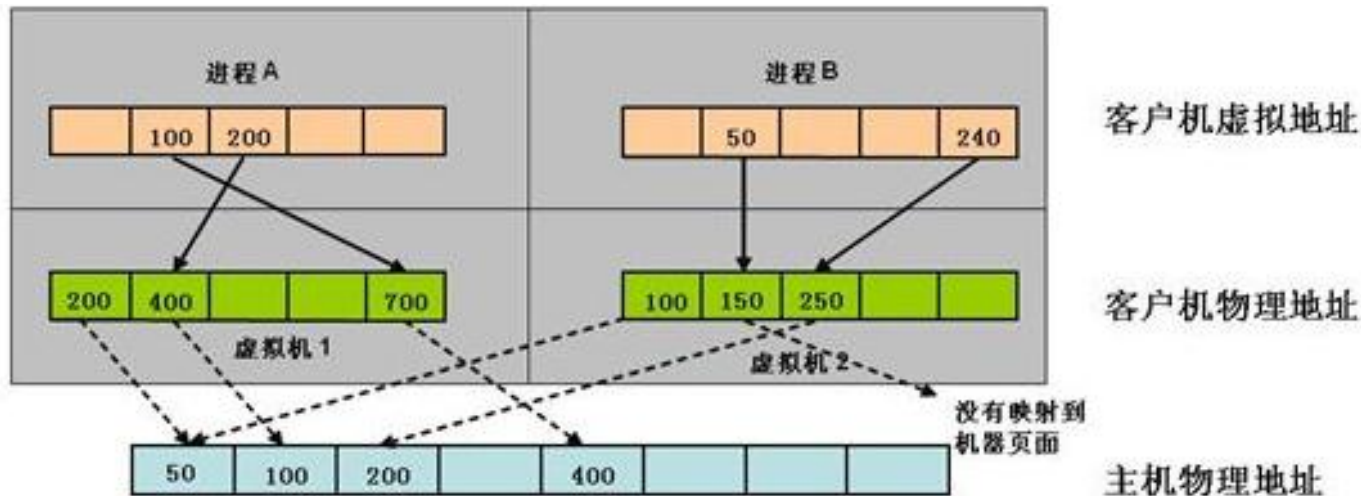 进程A 进程B
100 200 50 240 客户机虚拟地址
200 400 700 100 150 250 客户机物理地址
虚拟机1 虚拟机2
没有映射到
机器页面
50 100 200 400 主机物理地址